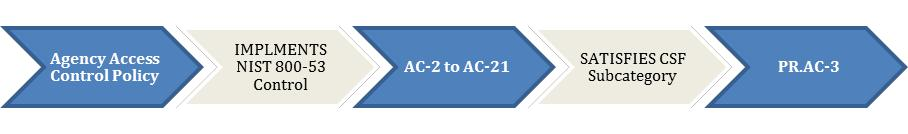 Agency Access
Control Policy
IMPLMENTS
NIST 800-53
Control
AC-2 to AC-21
SATISFIES CSF
Subcategory
PR.AC-3